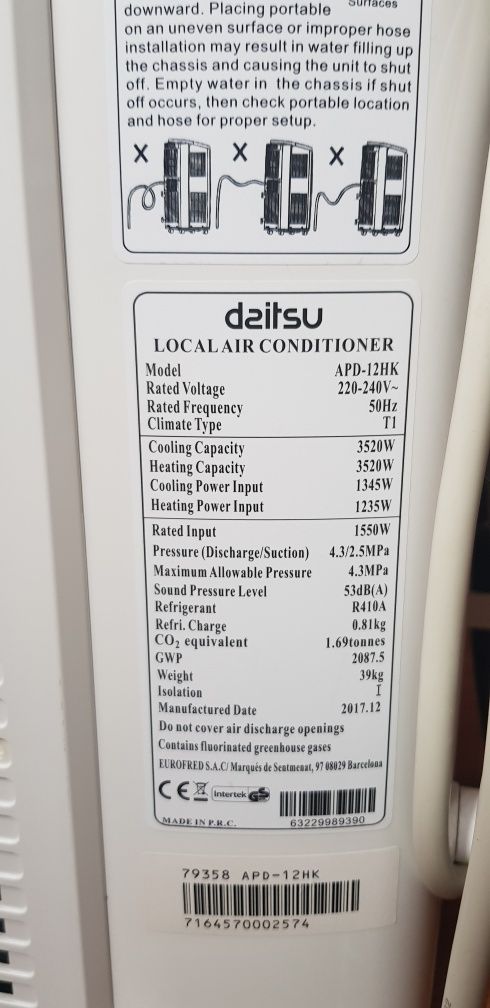 downward. Placing portable Surfaces
on an uneven surface or improper hose
installation may result in water filling up
the chassis and causing the unit to shut
off. Empty water in the chassis if shut
off occurs, then check portable location
and hose for proper setup.
X X X
daitsu
LOCAL AIR CONDITIONER
Model APD-12HK
Rated Voltage 220-240V~
Rated Frequency 50Hz
Climate Type T1
Cooling Capacity 3520W
Heating Capacity 3520W
Cooling Power Input 1345W
Heating Power Input 1235W
Rated Input 1550W
Pressure (Discharge/Suction) 4.3/2.5MPa
Maximum Allowable Pressure 4.3MPa
Sound Pressure Level 53dB(A)
Refrigerant R410A
Refri. Charge 0.81kg
CO₂ equivalent 1.69tonnes
GWP 2087.5
Weight 39kg
Isolation I
Manufactured Date 2017.12
Do not cover air discharge openings
Contains fluorinated greenhouse gases
EUROFRED S.A.C/ Marqués de Sentmenat, 97 08029 Barcelona
CE Intertek GS
MADE IN P.R.C. 63229989390
79358 APD-12HK
7164570002574